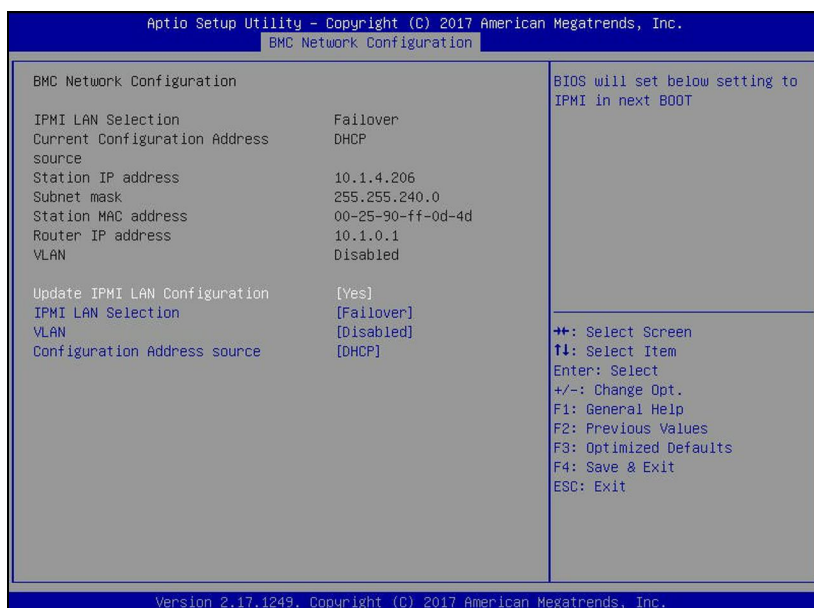 Aptio Setup Utility – Copyright (C) 2017 American Megatrends, Inc.
BMC Network Configuration
BMC Network Configuration
IPMI LAN Selection Failover
Current Configuration Address DHCP
source
Station IP address 10.1.4.206
Subnet mask 255.255.240.0
Station MAC address 00-25-90-ff-0d-4d
Router IP address 10.1.0.1
VLAN Disabled
Update IPMI LAN Configuration [Yes]
IPMI LAN Selection [Failover]
VLAN [Disabled]
Configuration Address source [DHCP]
BIOS will set below setting to
IPMI in next BOOT
→←: Select Screen
↑↓: Select Item
Enter: Select
+/-: Change Opt.
F1: General Help
F2: Previous Values
F3: Optimized Defaults
F4: Save & Exit
ESC: Exit
Version 2.17.1249. Copyright (C) 2017 American Megatrends, Inc.